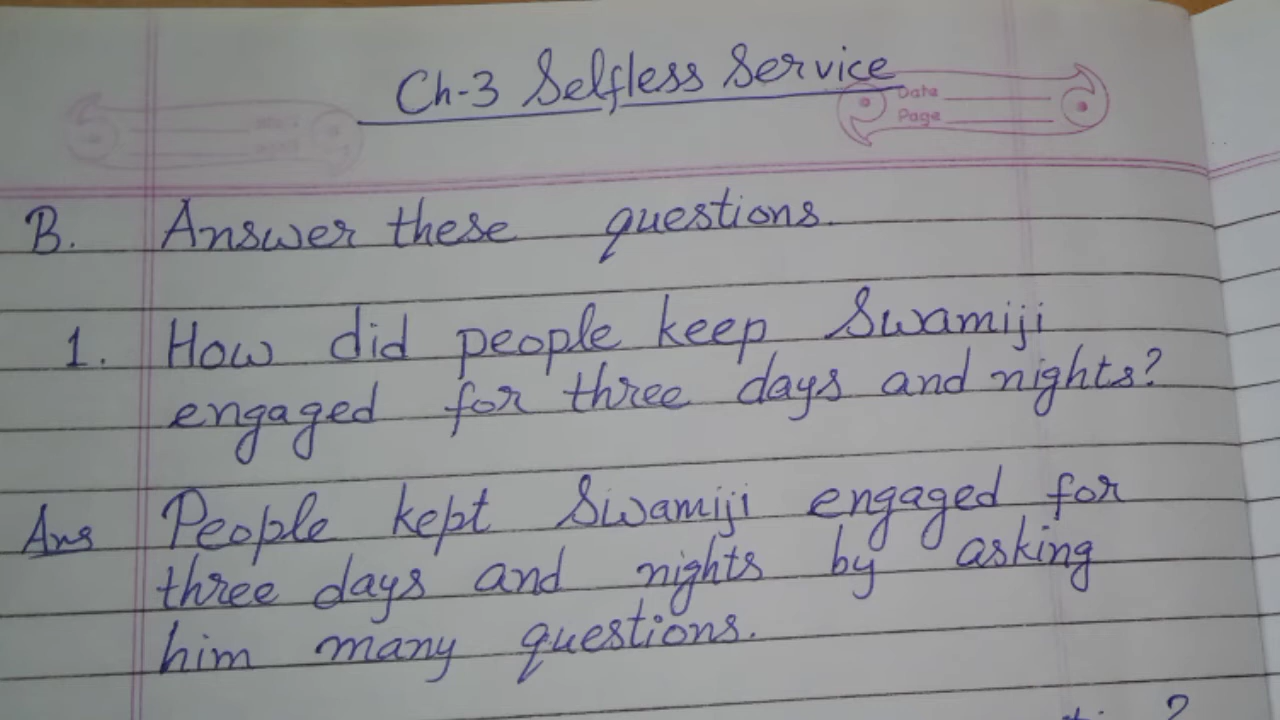 Ch-3 Selfless Service
Date
Page
B. Answer these questions.
1. How did people keep Swamiji
engaged for three days and nights?
Ans People kept Swamiji engaged for
three days and nights by asking
him many questions.
?